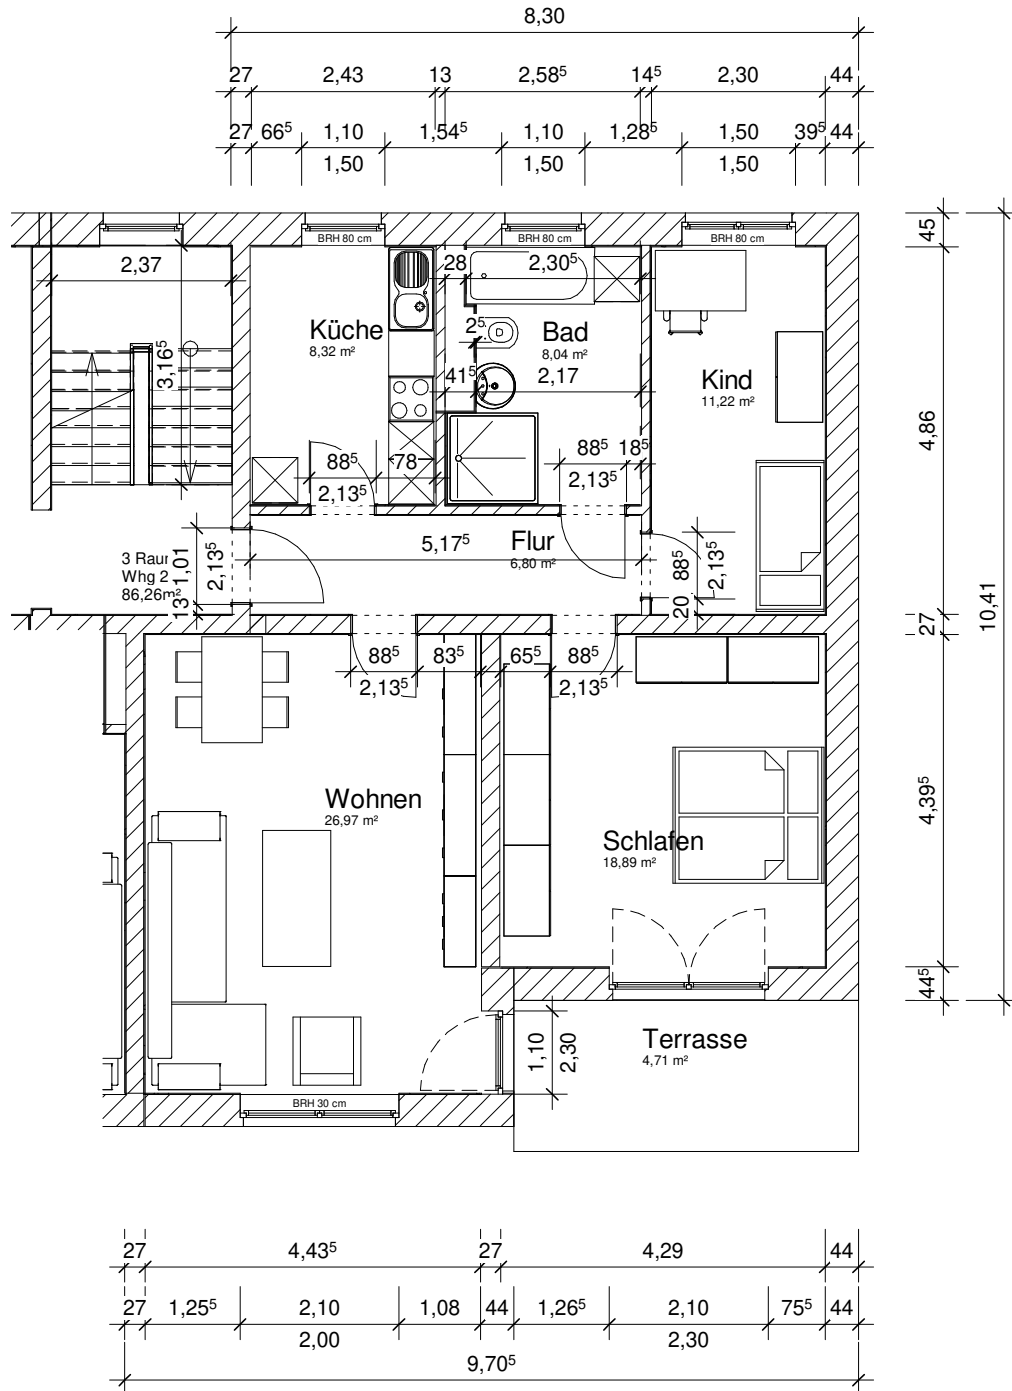 8,30
27 2,43 13 2,58⁵ 14⁵ 2,30 44
27 66⁵ 1,10 1,54⁵ 1,10 1,28⁵ 1,50 39⁵ 44
1,50 1,50 1,50
BRH 80 cm BRH 80 cm BRH 80 cm
45
2,37
28 2,30⁵
3,16⁵
Küche
8,32 m²
2⁵
Bad
8,04 m²
41⁵ 2,17
Kind
11,22 m²
4,86
88⁵ 78
2,13⁵
88⁵ 18⁵
2,13⁵
5,17⁵
Flur
6,80 m²
3 Raum
Whg 2
86,26m²
13 1,01
2,13⁵
20 88⁵
2,13⁵
10,41
27
88⁵ 83⁵ 65⁵ 88⁵
2,13⁵ 2,13⁵
Wohnen
26,97 m²
Schlafen
18,89 m²
4,39⁵
44⁵
1,10
2,30
Terrasse
4,71 m²
BRH 30 cm
27 4,43⁵ 27 4,29 44
27 1,25⁵ 2,10 1,08 44 1,26⁵ 2,10 75⁵ 44
2,00 2,30
9,70⁵